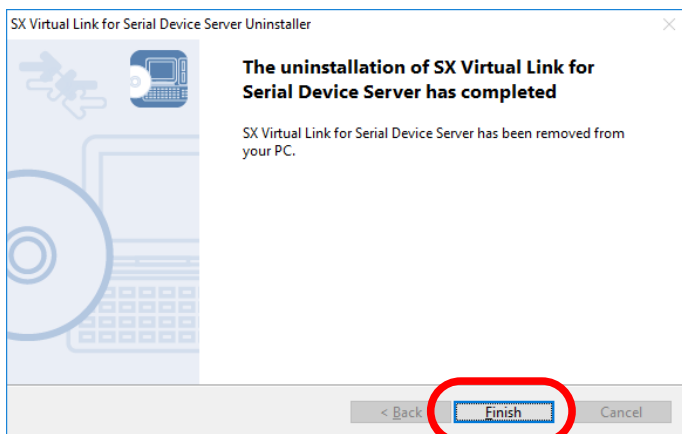 SX Virtual Link for Serial Device Server Uninstaller
The uninstallation of SX Virtual Link for
Serial Device Server has completed
SX Virtual Link for Serial Device Server has been removed from
your PC.
< Back
Finish
Cancel